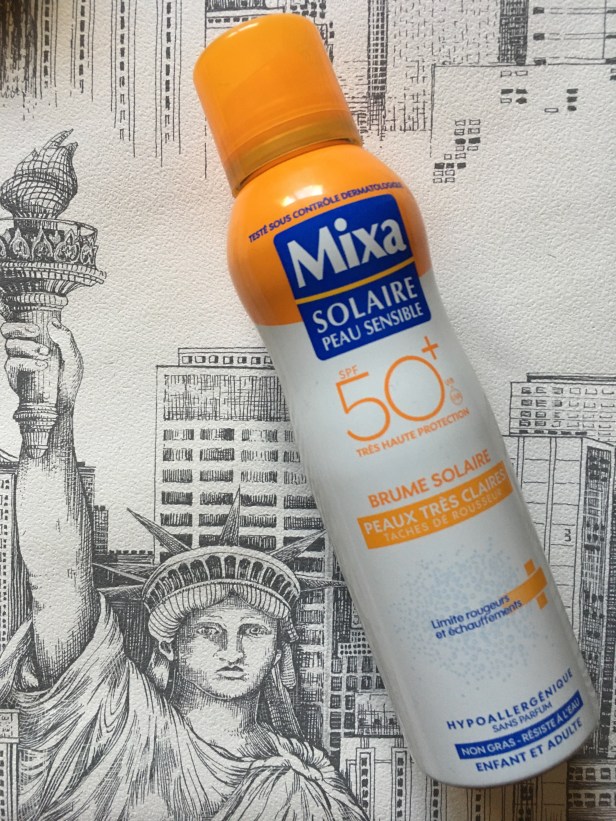 TESTÉ SOUS CONTRÔLE DERMATOLOGIQUE
Mixa
SOLAIRE
PEAU SENSIBLE
SPF
50+
TRÈS HAUTE PROTECTION
BRUME SOLAIRE
PEAUX TRÈS CLAIRES
TACHES DE ROUSSEUR
Limite rougeurs
et échauffements
HYPOALLERGÉNIQUE
SANS PARFUM
NON GRAS - RÉSISTE À L'EAU
ENFANT ET ADULTE